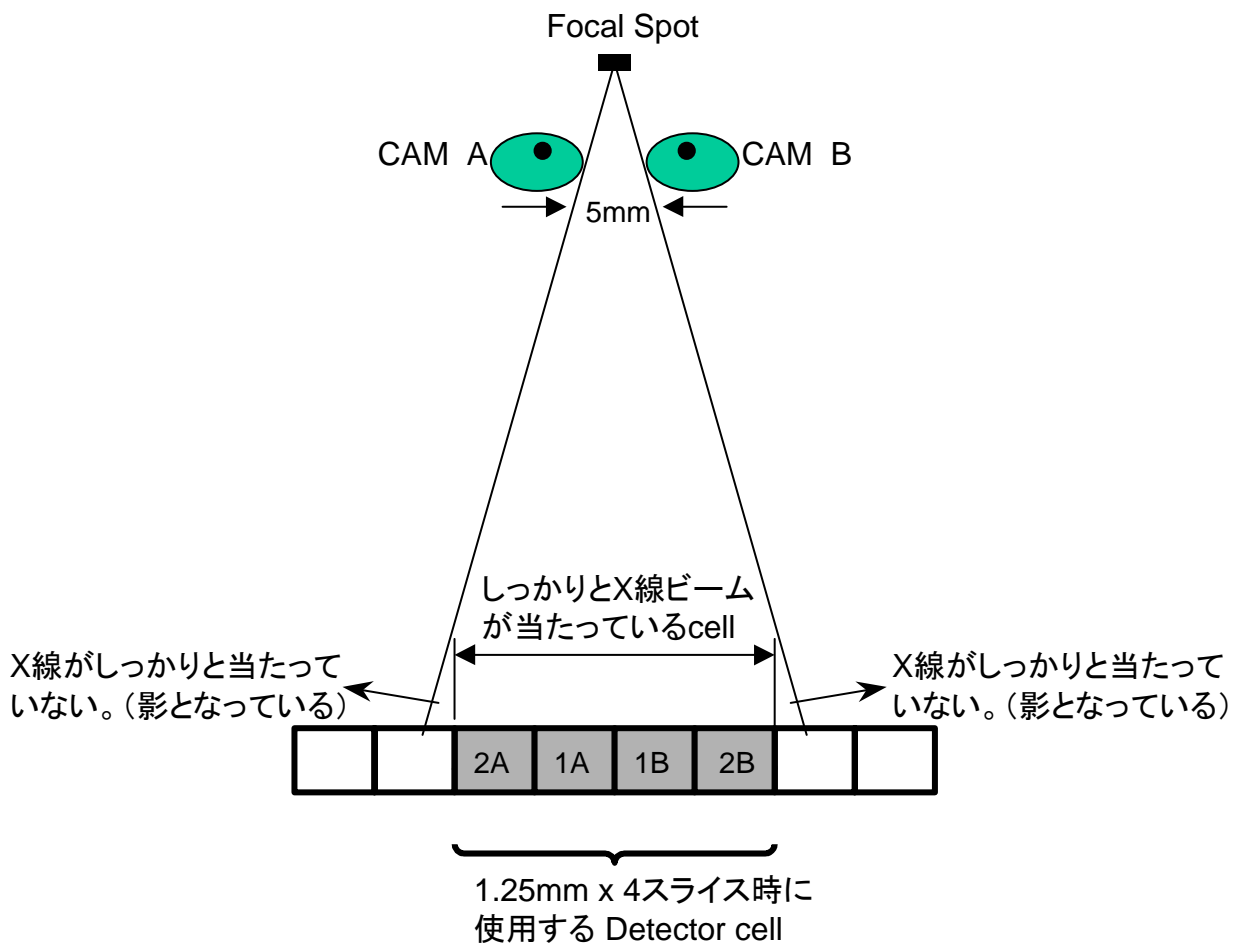 Focal Spot
CAM A
CAM B
5mm
しっかりとX線ビーム
が当たっているcell
X線がしっかりと当たって
いない。(影となっている)
X線がしっかりと当たって
いない。(影となっている)
2A
1A
1B
2B
1.25mm x 4スライス時に
使用する Detector cell